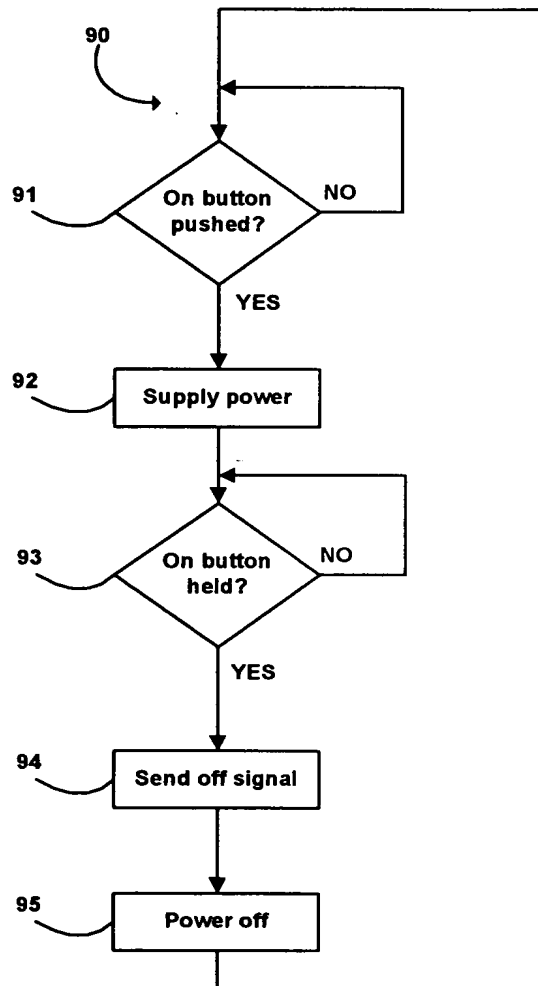 90
91
On button
pushed?
NO
YES
92
Supply power
93
On button
held?
NO
YES
94
Send off signal
95
Power off